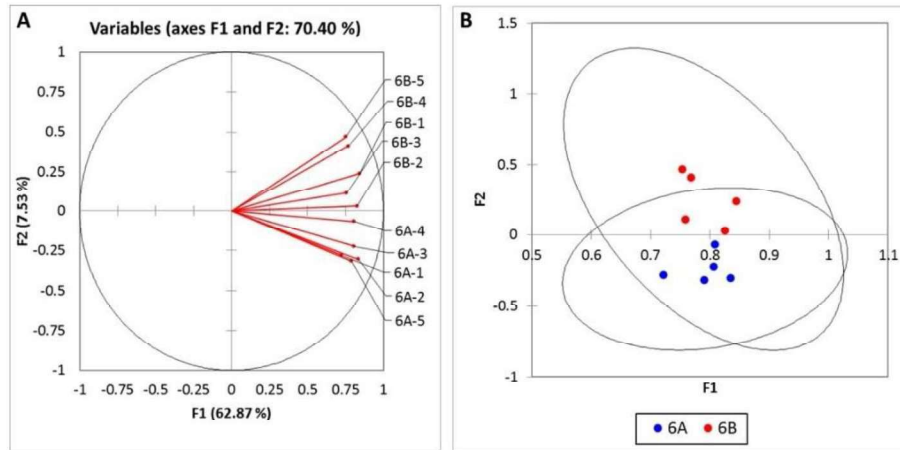 A
Variables (axes F1 and F2: 70.40 %)
1
0.75
0.5
0.25
0
-0.25
-0.5
-0.75
-1
F2 (7.53 %)
6B-5
6B-4
6B-1
6B-3
6B-2
6A-4
6A-3
6A-1
6A-2
6A-5
-1 -0.75 -0.5 -0.25 0 0.25 0.5 0.75 1
F1 (62.87 %)
B
1.5
1
0.5
0
-0.5
-1
F2
0.5 0.6 0.7 0.8 0.9 1 1.1
F1
6A 6B